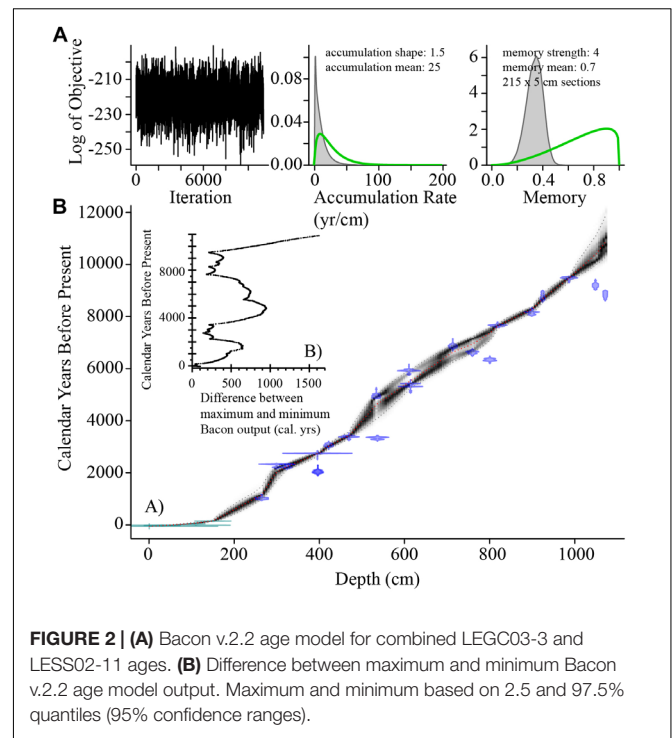 A
accumulation shape: 1.5
accumulation mean: 25
memory strength: 4
memory mean: 0.7
215 x 5 cm sections
Log of Objective
-210
-230
-250
0
6000
Iteration
0.08
0.04
0.00
0
100
200
Accumulation Rate
(yr/cm)
6
4
2
0
0.0
0.4
0.8
Memory
B
Calendar Years Before Present
12000
10000
8000
6000
4000
2000
0
Calendar Years Before Present
8000
4000
0
0
500
1000
1500
B)
Difference between
maximum and minimum
Bacon output (cal. yrs)
A)
0
200
400
600
800
1000
Depth (cm)
FIGURE 2 | (A) Bacon v.2.2 age model for combined LEGC03-3 and
LESS02-11 ages. (B) Difference between maximum and minimum Bacon
v.2.2 age model output. Maximum and minimum based on 2.5 and 97.5%
quantiles (95% confidence ranges).